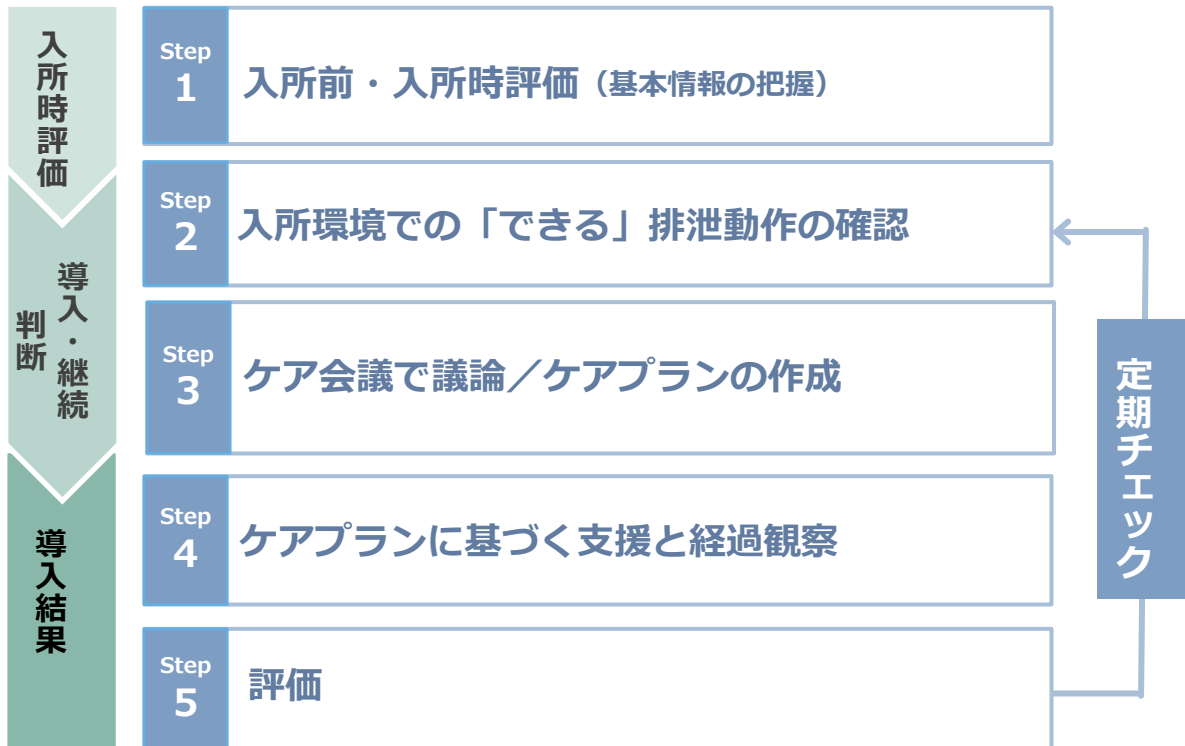 入所時評価
Step
1
入所前・入所時評価（基本情報の把握）
Step
2
入所環境での「できる」排泄動作の確認
導入・継続
判断
Step
3
ケア会議で議論／ケアプランの作成
定期チェック
Step
4
ケアプランに基づく支援と経過観察
導入結果
Step
5
評価